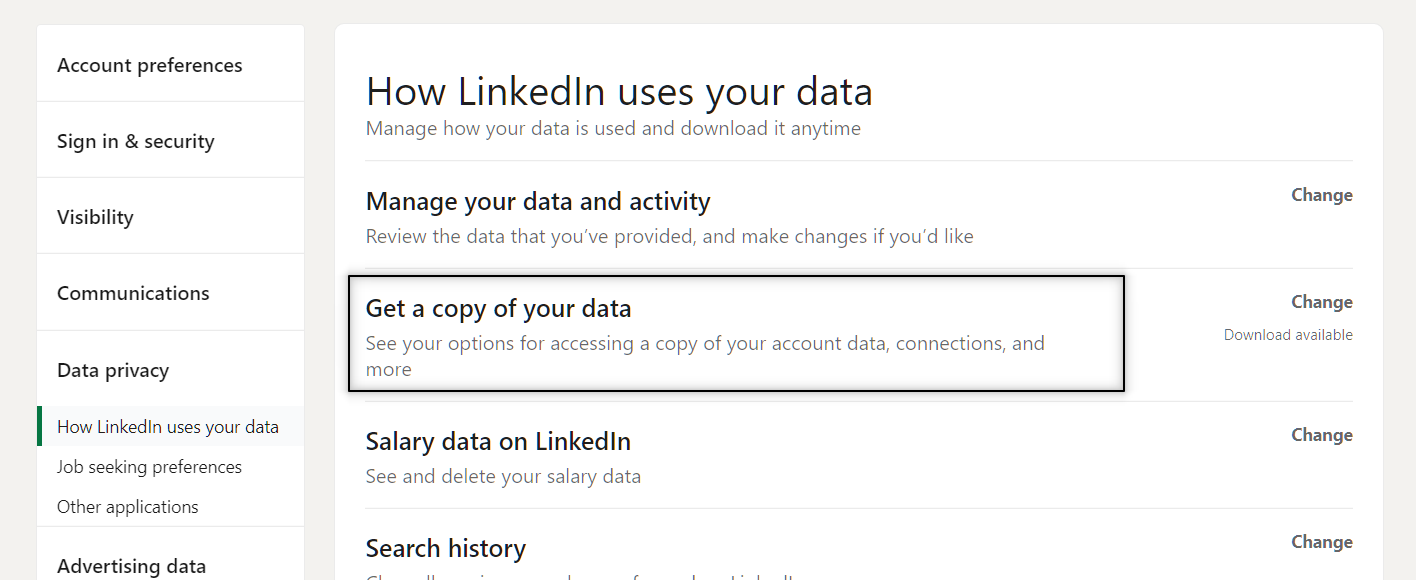 Account preferences
Sign in & security
Visibility
Communications
Data privacy
How LinkedIn uses your data
Job seeking preferences
Other applications
Advertising data
How LinkedIn uses your data
Manage how your data is used and download it anytime
Manage your data and activity
Change
Review the data that you've provided, and make changes if you'd like
Get a copy of your data
Change
See your options for accessing a copy of your account data, connections, and
more
Download available
Salary data on LinkedIn
Change
See and delete your salary data
Search history
Change